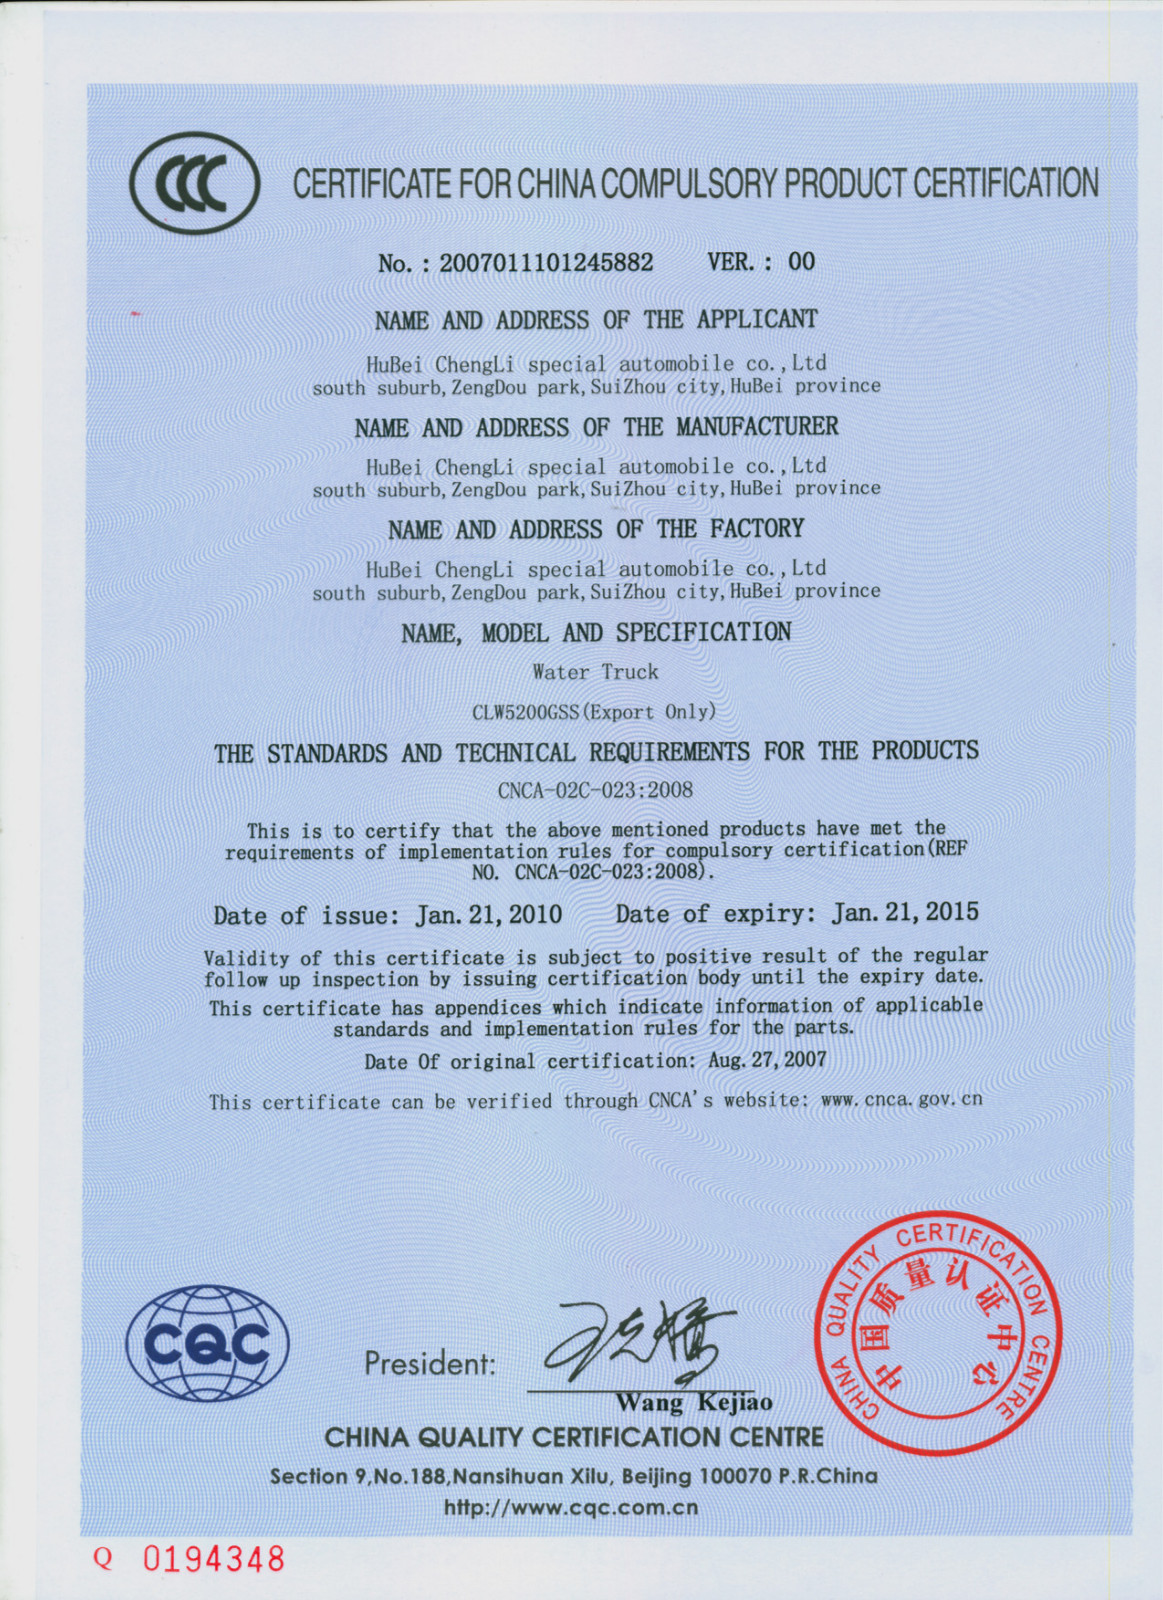 CCC
CERTIFICATE FOR CHINA COMPULSORY PRODUCT CERTIFICATION
No. : 2007011101245882 VER. : 00
NAME AND ADDRESS OF THE APPLICANT
HuBei ChengLi special automobile co.,Ltd
south suburb,ZengDou park,SuiZhou city,HuBei province
NAME AND ADDRESS OF THE MANUFACTURER
HuBei ChengLi special automobile co.,Ltd
south suburb,ZengDou park,SuiZhou city,HuBei province
NAME AND ADDRESS OF THE FACTORY
HuBei ChengLi special automobile co.,Ltd
south suburb,ZengDou park,SuiZhou city,HuBei province
NAME, MODEL AND SPECIFICATION
Water Truck
CLW5200GSS(Export Only)
THE STANDARDS AND TECHNICAL REQUIREMENTS FOR THE PRODUCTS
CNCA-02C-023:2008
This is to certify that the above mentioned products have met the
requirements of implementation rules for compulsory certification(REF
NO. CNCA-02C-023:2008).
Date of issue: Jan. 21, 2010 Date of expiry: Jan. 21, 2015
Validity of this certificate is subject to positive result of the regular
follow up inspection by issuing certification body until the expiry date.
This certificate has appendices which indicate information of applicable
standards and implementation rules for the parts.
Date Of original certification: Aug. 27, 2007
This certificate can be verified through CNCA's website: www.cnca.gov.cn
CHINA QUALITY CERTIFICATION CENTRE
中国质量认证中心
CQC
President:
王克娇
Wang Kejiao
CHINA QUALITY CERTIFICATION CENTRE
Section 9,No.188,Nansihuan Xilu, Beijing 100070 P.R.China
http://www.cqc.com.cn
Q 0194348